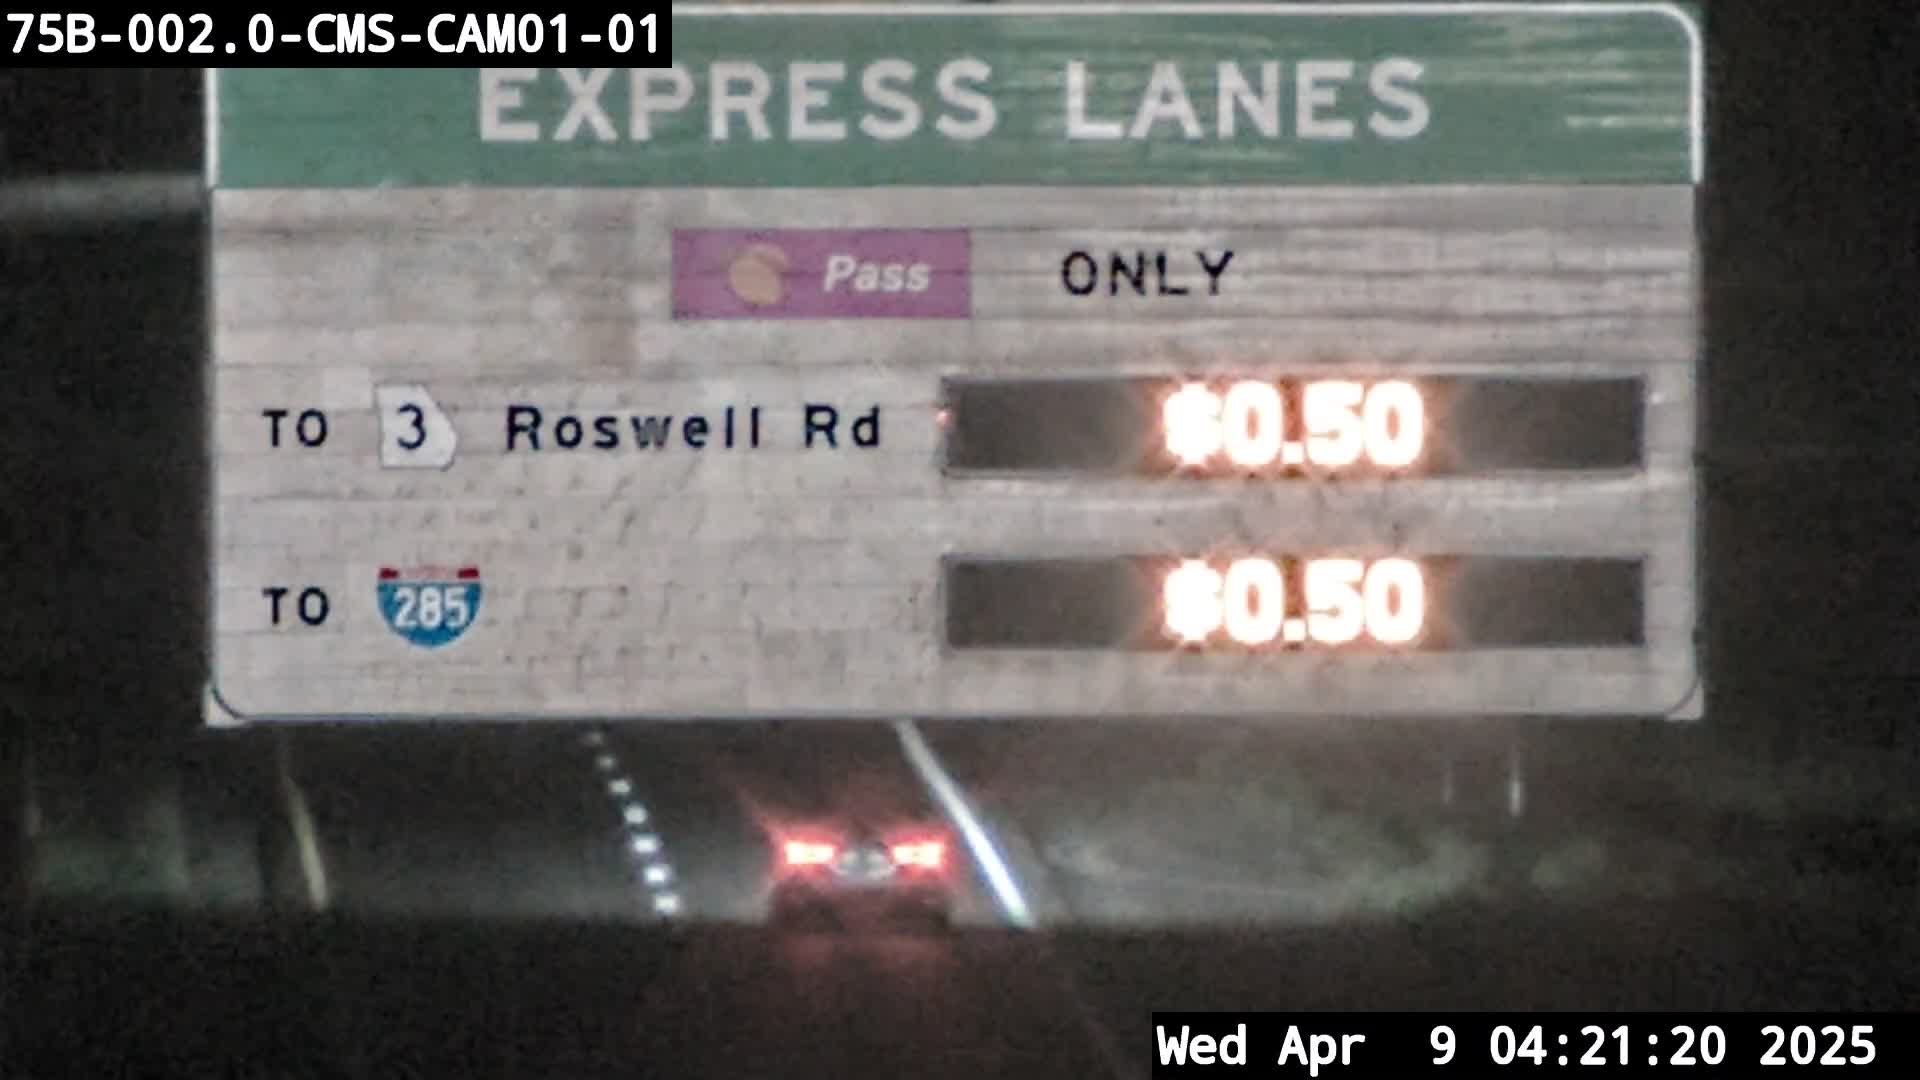 75B-002.0-CMS-CAM01-01
EXPRESS LANES
Pass ONLY
TO 3 Roswell Rd $0.50
TO 285 $0.50
Wed Apr 9 04:21:20 2025